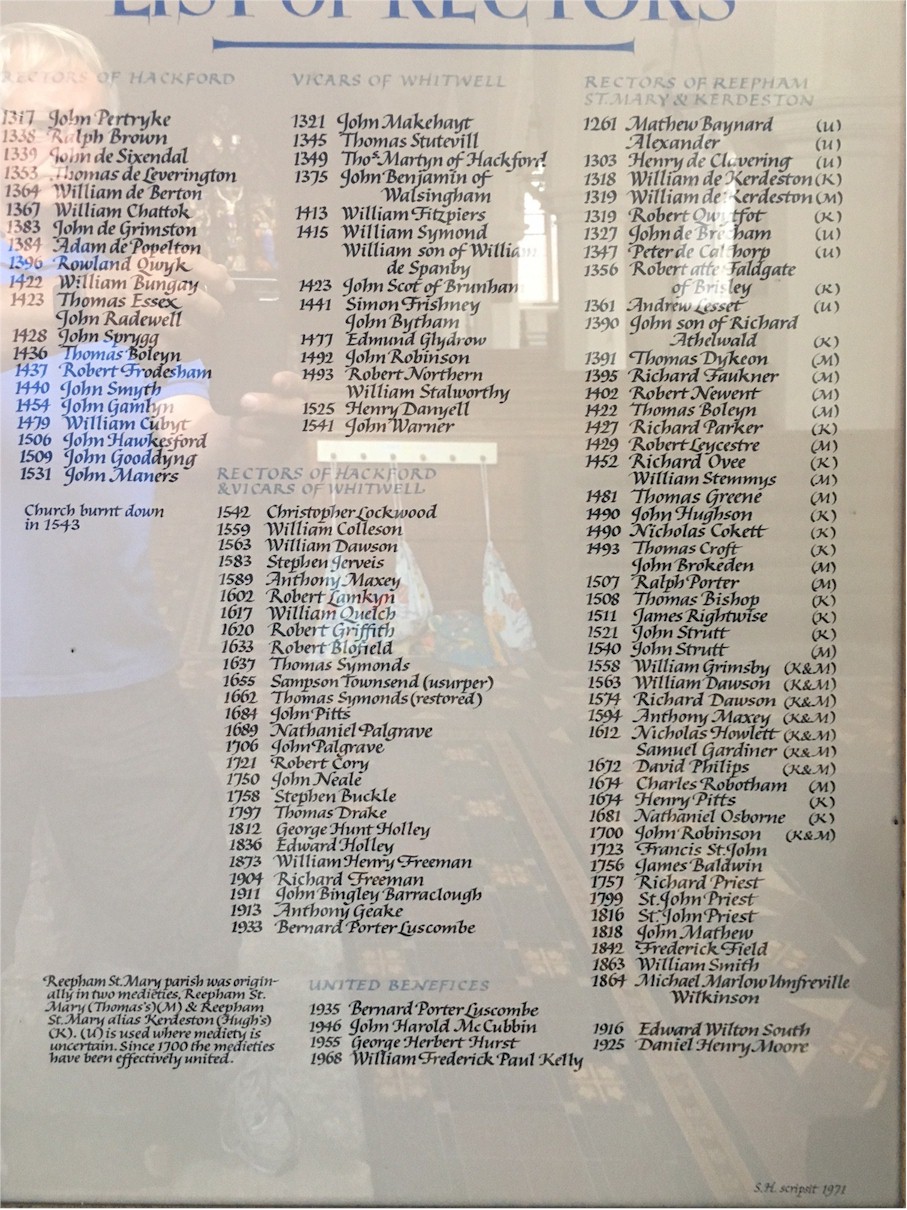 LIST OF RECTORS
RECTORS OF HACKFORD
1317 John Pertryke
1338 Ralph Brown
1339 John de Sixendal
1353 Thomas de Leverington
1364 William de Berton
1367 William Chattok
1383 John de Grimston
1384 Adam de Popelton
1396 Rowland Qwyk
1422 William Bungay
1423 Thomas Essex
John Radewell
1428 John Sprygg
1436 Thomas Boleyn
1437 Robert Frodesham
1440 John Smyth
1454 John Gamlyn
1479 William Cubyt
1506 John Hawkesford
1509 John Gooddyng
1531 John Maners
Church burnt down
in 1543
VICARS OF WHITWELL
1321 John Makehayt
1345 Thomas Stutevill
1349 Thos Martyn of Hackford
1375 John Benjamin of
Walsingham
1413 William Fitzpiers
1415 William Symond
William son of William
de Spanby
1423 John Scot of Brunham
1441 Simon Frishney
John Bytham
1477 Edmund Glydrow
1492 John Robinson
1493 Robert Northern
William Stalworthy
1525 Henry Danyell
1541 John Warner
RECTORS OF HACKFORD
& VICARS OF WHITWELL
1542 Christopher Lockwood
1559 William Colleson
1563 William Dawson
1583 Stephen Jerveis
1589 Anthony Maxey
1602 Robert Lamkyn
1617 William Quelch
1620 Robert Griffith
1633 Robert Blofield
1637 Thomas Symonds
1655 Sampson Townsend (usurper)
1662 Thomas Symonds (restored)
1684 John Pitts
1689 Nathaniel Palgrave
1706 John Palgrave
1721 Robert Cory
1750 John Neale
1758 Stephen Buckle
1797 Thomas Drake
1812 George Hunt Holley
1836 Edward Holley
1873 William Henry Freeman
1904 Richard Freeman
1911 John Bingley Barraclough
1913 Anthony Geake
1933 Bernard Porter Luscombe
RECTORS OF REEPHAM
ST. MARY & KERDESTON
1261 Mathew Baynard (U)
Alexander (U)
1303 Henry de Clavering (U)
1318 William de Kerdeston (K)
1319 William de Kerdeston (M)
1319 Robert Qwitfot (K)
1327 John de Brecham (U)
1347 Peter de Calthorp (U)
1356 Robert atte Faldgate
of Brisley (K)
1361 Andrew Lesset (U)
1390 John son of Richard
Athelwald (K)
1391 Thomas Dykeon (M)
1395 Richard Faukner (M)
1402 Robert Newent (M)
1422 Thomas Boleyn (M)
1427 Richard Parker (K)
1429 Robert Leycestre (M)
1452 Richard Ovee (K)
William Stemmys (M)
1481 Thomas Greene (M)
1490 John Hughson (K)
1490 Nicholas Cokett (K)
1493 Thomas Croft (K)
John Brokeden (M)
1507 Ralph Porter (M)
1508 Thomas Bishop (K)
1511 James Rightwise (K)
1521 John Strutt (K)
1540 John Strutt (M)
1558 William Grimsby (K&M)
1563 William Dawson (K&M)
1574 Richard Dawson (K&M)
1594 Anthony Maxey (K&M)
1612 Nicholas Howlett (K&M)
Samuel Gardiner (K&M)
1672 David Philips (K&M)
1674 Charles Robotham (M)
1674 Henry Pitts (K)
1681 Nathaniel Osborne (K)
1700 John Robinson (K&M)
1723 Francis St. John
1756 James Baldwin
1757 Richard Priest
1799 St. John Priest
1816 St. John Priest
1818 John Mathew
1842 Frederick Field
1863 William Smith
1864 Michael Marlow Umfreville
Wilkinson
1916 Edward Wilton South
1925 Daniel Henry Moore
Reepham St. Mary parish was origin-
ally in two medieties, Reepham St.
Mary (Thomas's) (M) & Reepham
St. Mary alias Kerdeston (Hugh's)
(K). (U) is used where mediety is
uncertain. Since 1700 the medieties
have been effectively united.
UNITED BENEFICES
1935 Bernard Porter Luscombe
1946 John Harold Mc Cubbin
1955 George Herbert Hurst
1968 William Frederick Paul Kelly
S.H. scripsit 1971